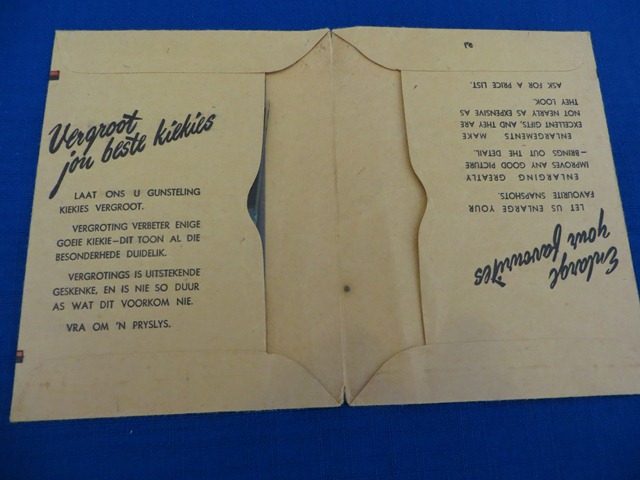 Vergroot
jou beste kiekies
LAAT ONS U GUNSTELING
KIEKIES VERGROOT.
VERGROTING VERBETER ENIGE
GOEIE KIEKIE—DIT TOON AL DIE
BESONDERHEDE DUIDELIK.
VERGROTINGS IS UITSTEKENDE
GESKENKE, EN IS NIE SO DUUR
AS WAT DIT VOORKOM NIE.
VRA OM 'N PRYSLYS.
Enlarge
your favourites
LET US ENLARGE YOUR
FAVOURITE SNAPSHOTS.
ENLARGING GREATLY
IMPROVES ANY GOOD PICTURE
—BRINGS OUT THE DETAIL.
ENLARGEMENTS MAKE
EXCELLENT GIFTS, AND THEY ARE
NOT NEARLY AS EXPENSIVE AS
THEY LOOK.
ASK FOR A PRICE LIST.